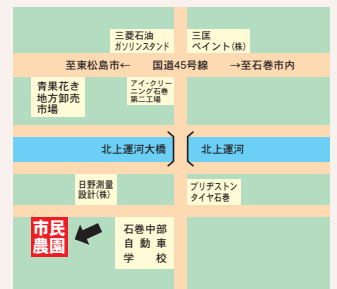 三菱石油
ガソリンスタンド
三匡
ペイント(株)
至東松島市← 国道45号線 →至石巻市内
青果花き
地方卸売
市場
アイ・クリー
ニング石巻
第二工場
北上運河大橋
北上運河
日野測量
設計(株)
ブリヂストン
タイヤ石巻
市民
農園
石巻中部
自動車
学校